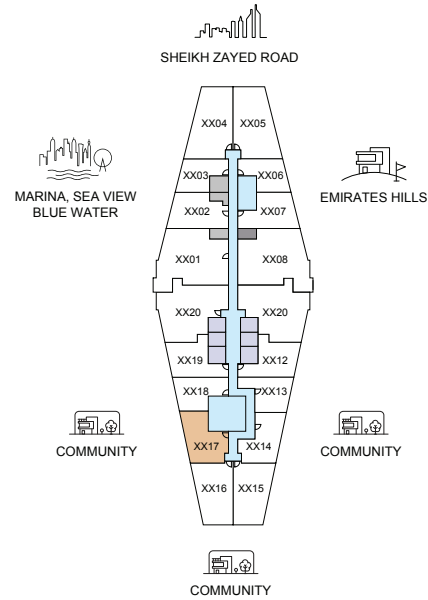 SHEIKH ZAYED ROAD
XX04 XX05
MARINA, SEA VIEW
BLUE WATER
EMIRATES HILLS
XX03 XX06
XX02 XX07
XX01 XX08
XX20 XX20
XX19 XX12
XX18 XX13
COMMUNITY
COMMUNITY
XX17 XX14
XX16 XX15
COMMUNITY